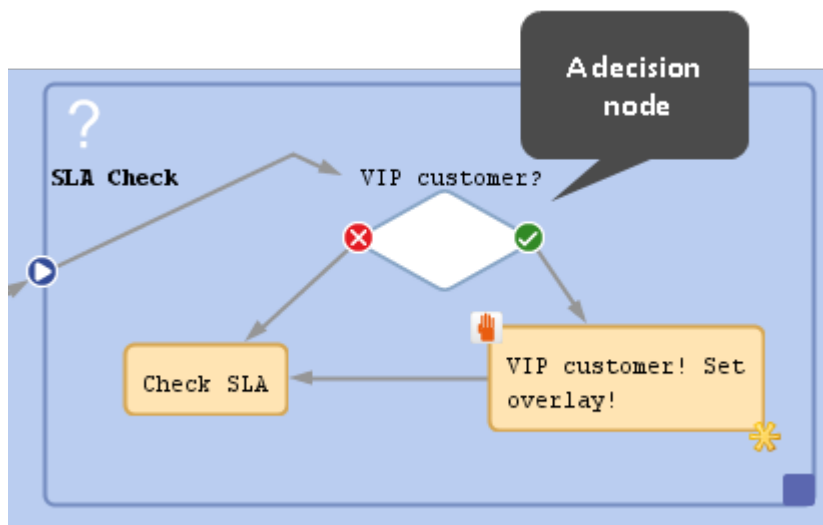 A decision
node
?
SLA Check
VIP customer?
Check SLA
VIP customer! Set
overlay!